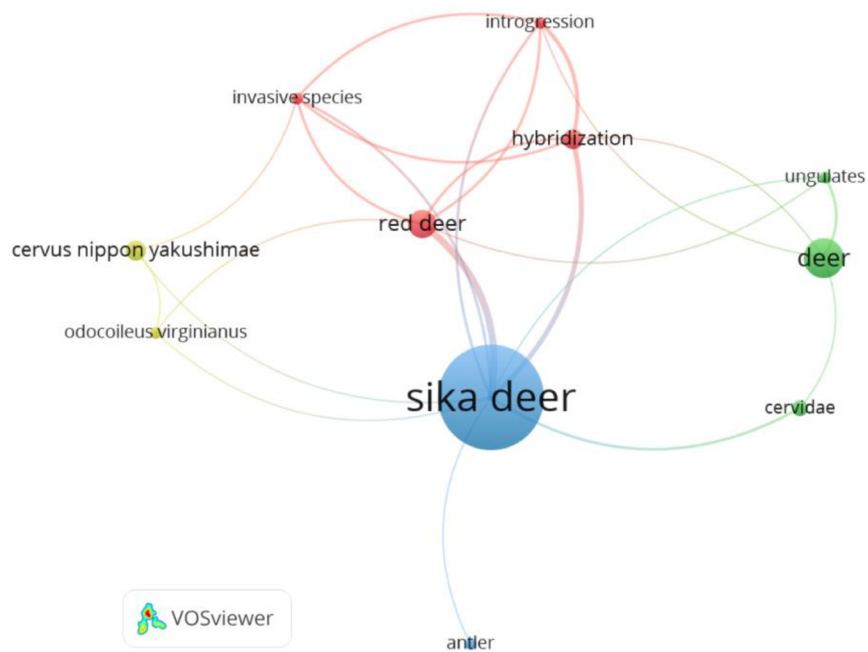 introgression
invasive species
hybridization
ungulates
red deer
cervus nippon yakushimae
deer
odocoileus virginianus
sika deer
cervidae
VOSviewer
antler